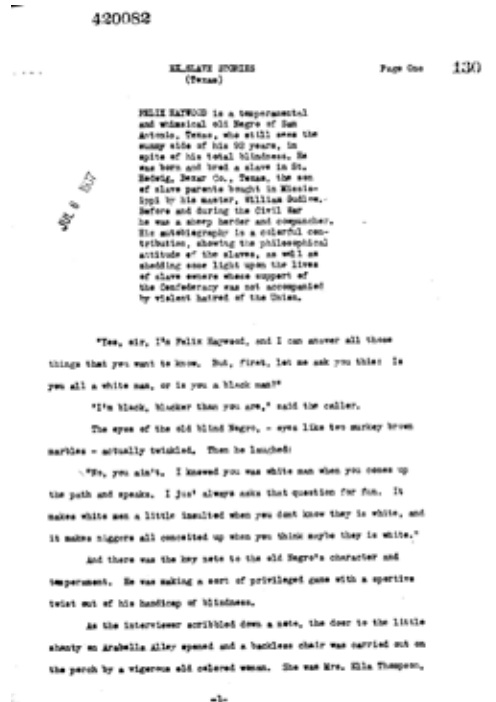 420082
EX-SLAVE STORIES Page One 130
(Texas)
FELIX HAYWOOD is a temperamental
and whimsical old Negro of San
Antonio, Texas, who still sees the
sunny side of his 92 years, in
spite of his total blindness. He
was born and bred a slave in St.
Hedwig, Bexar Co., Texas, the son
of slave parents bought in Missis-
ippi by his master, William Gudlow.
Before and during the Civil War
he was a sheep herder and cowpuncher.
His autobiography is a colorful con-
tribution, showing the philosophical
attitude of the slaves, as well as
shedding some light upon the lives
of slave owners whose support of
the Confederacy was not accompanied
by violent hatred of the Union.
JUL 6 1937
"Yes, sir, I'm Felix Haywood, and I can answer all those
things that you want to know. But, first, let me ask you this: Is
you all a white man, or is you a black man?"
"I'm black, blacker than you are," said the caller.
The eyes of the old blind Negro, - eyes like two murkey brown
marbles - actually twinkled. Then he laughed:
"No, you ain't. I knowed you was white man when you comes up
the path and speaks. I jus' always asks that question for fun. It
makes white men a little insulted when you dont know they is white, and
it makes niggers all conceited up when you think maybe they is white."
And there was the key note to the old Negro's character and
temperament. He was making a sort of privileged game with a sportive
twist out of his handicap of blindness.
As the interviewer scribbled down a note, the door to the little
shanty on Arabella Alley opened and a backless chair was carried out on
the porch by a vigorous old colored woman. She was Mrs. Ella Thompson,
-1-